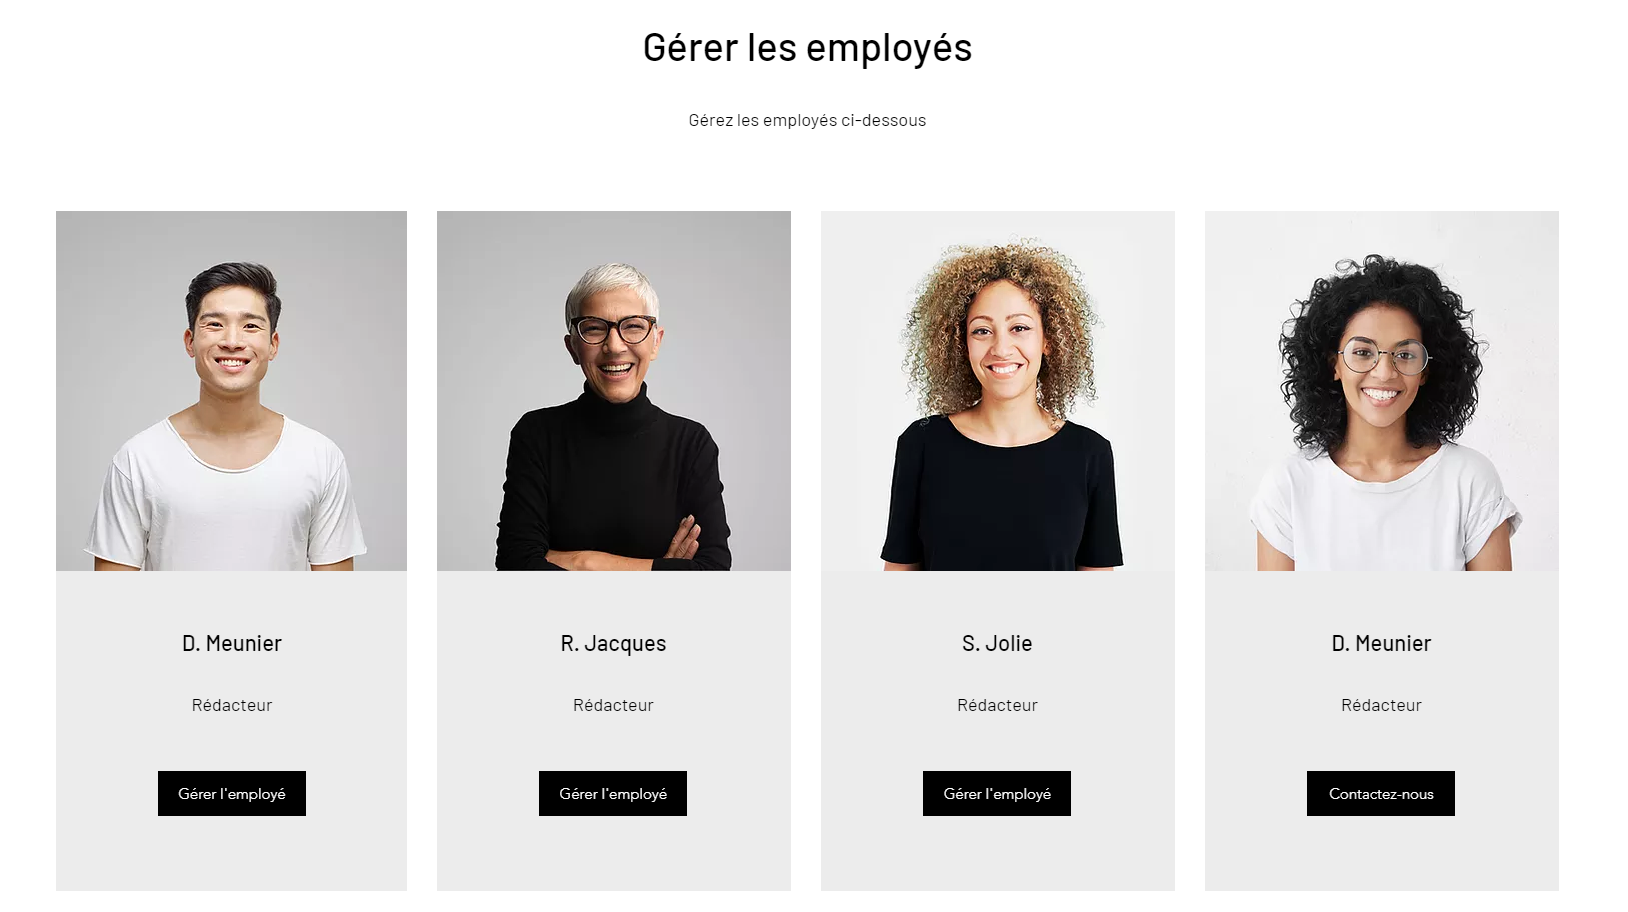 Gérer les employés
Gérez les employés ci-dessous
D. Meunier
Rédacteur
Gérer l'employé
R. Jacques
Rédacteur
Gérer l'employé
S. Jolie
Rédacteur
Gérer l'employé
D. Meunier
Rédacteur
Contactez-nous